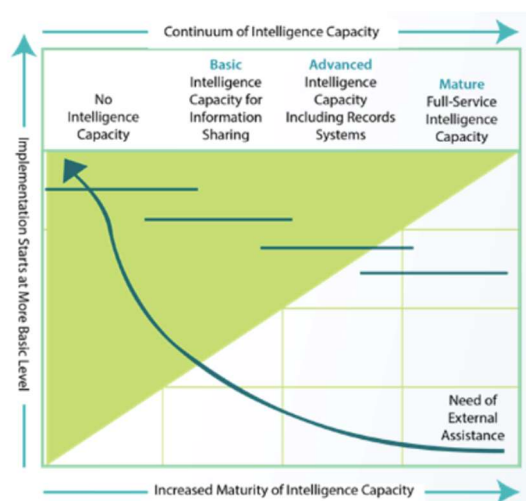 Continuum of Intelligence Capacity
No
Intelligence
Capacity
Basic
Intelligence
Capacity for
Information
Sharing
Advanced
Intelligence
Capacity
Including Records
Systems
Mature
Full-Service
Intelligence
Capacity
Implementation Starts at More Basic Level
Need of
External
Assistance
Increased Maturity of Intelligence Capacity